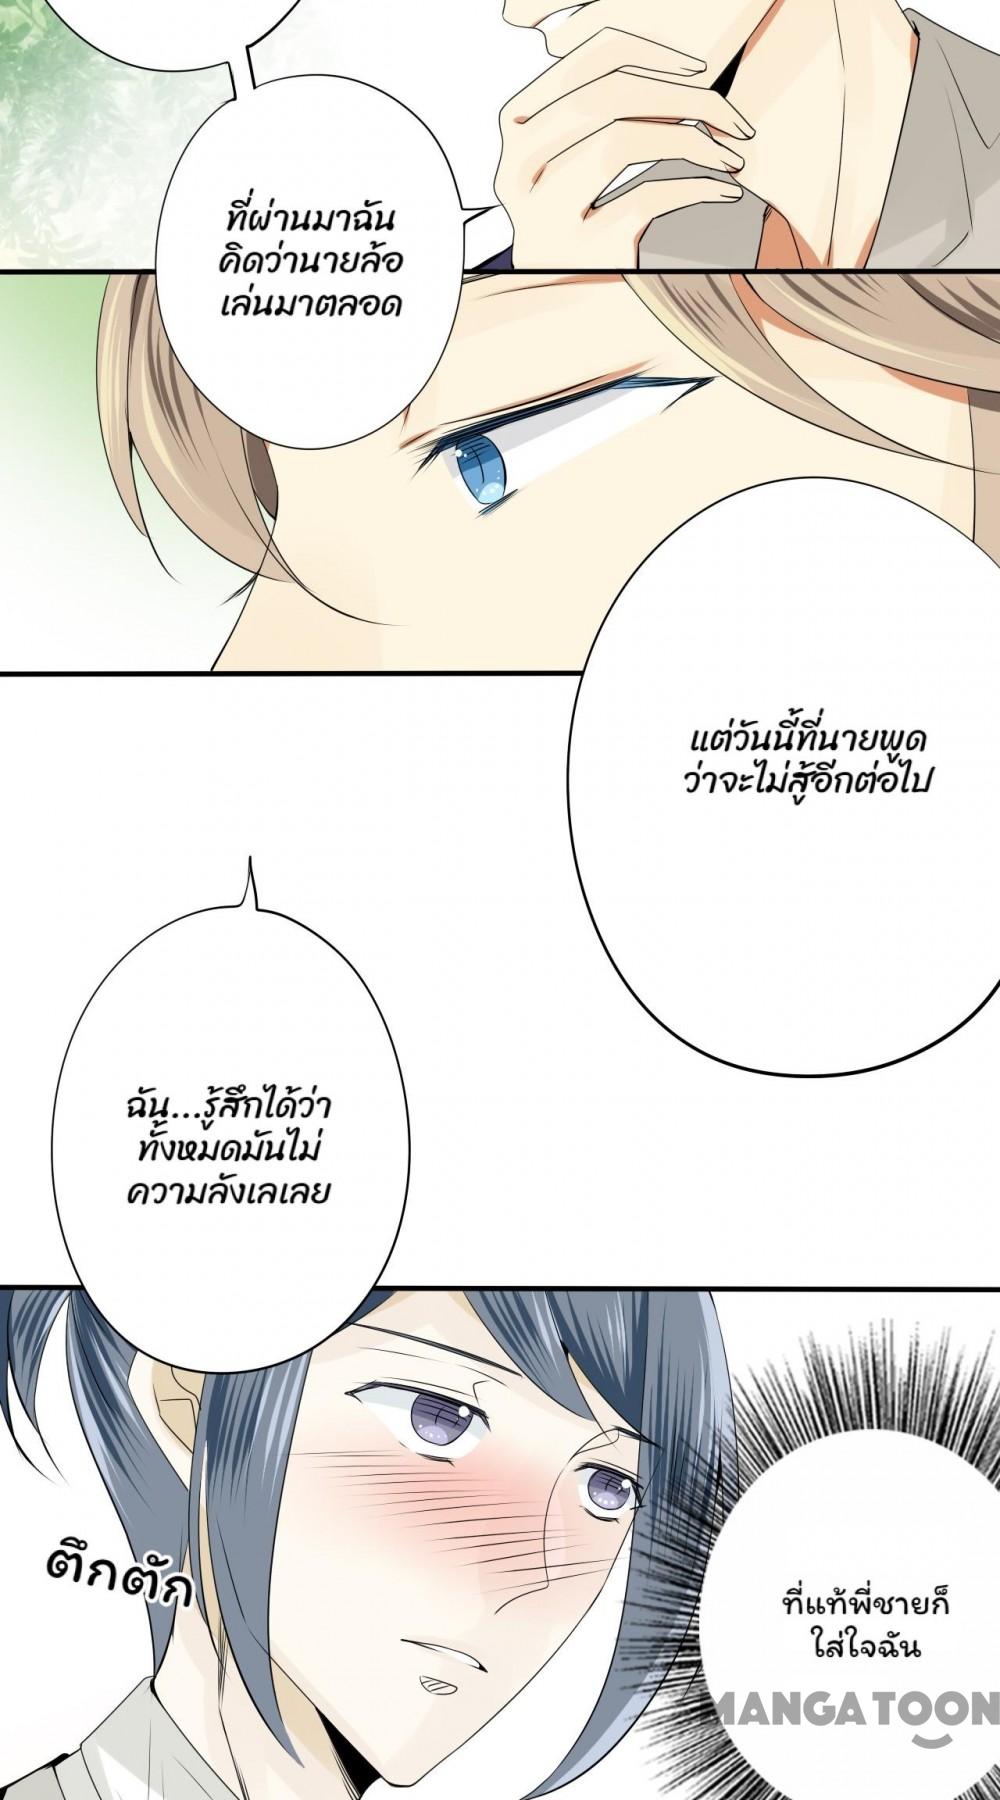 ที่ผ่านมาฉัน
คิดว่านายล้อ
เล่นมาตลอด
แต่วันนี้ที่นายพูด
ว่าจะไม่สู้อีกต่อไป
ฉัน...รู้สึกได้ว่า
ทั้งหมดมันไม่
ความลังเลเลย
ตึกตัก
ที่แท้พี่ชายก็
ใส่ใจฉัน
MANGATOON